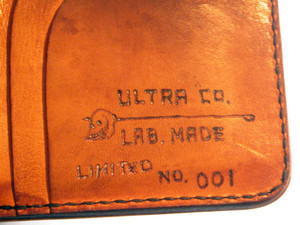 ULTRA CO.
LAB. MADE
LIMITED NO. 001